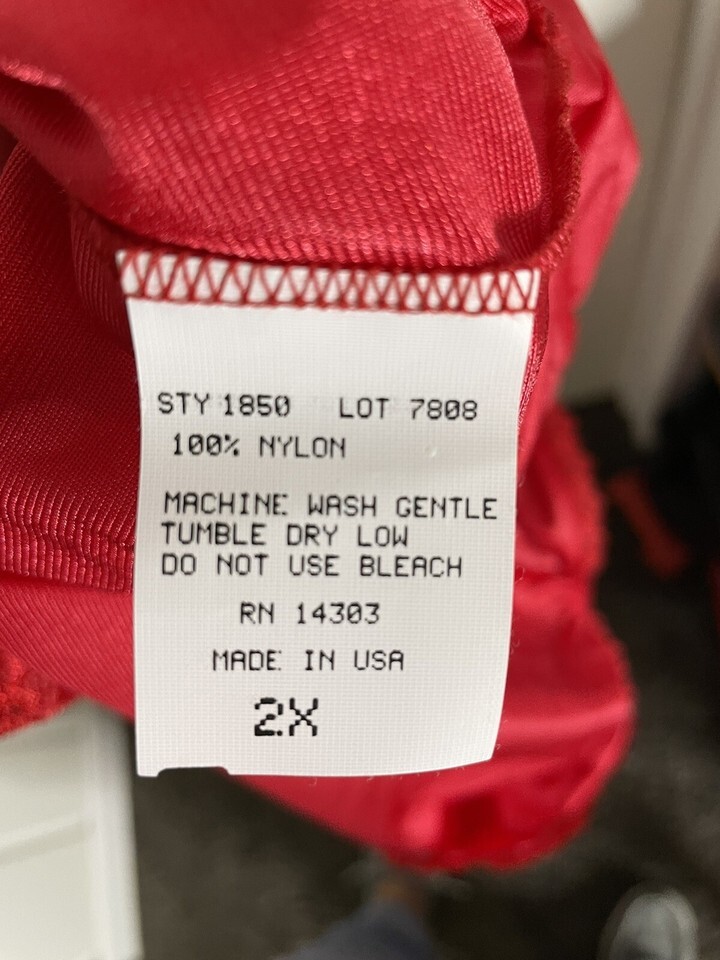 STY 1850 LOT 7808
100% NYLON
MACHINE WASH GENTLE
TUMBLE DRY LOW
DO NOT USE BLEACH
RN 14303
MADE IN USA
2X